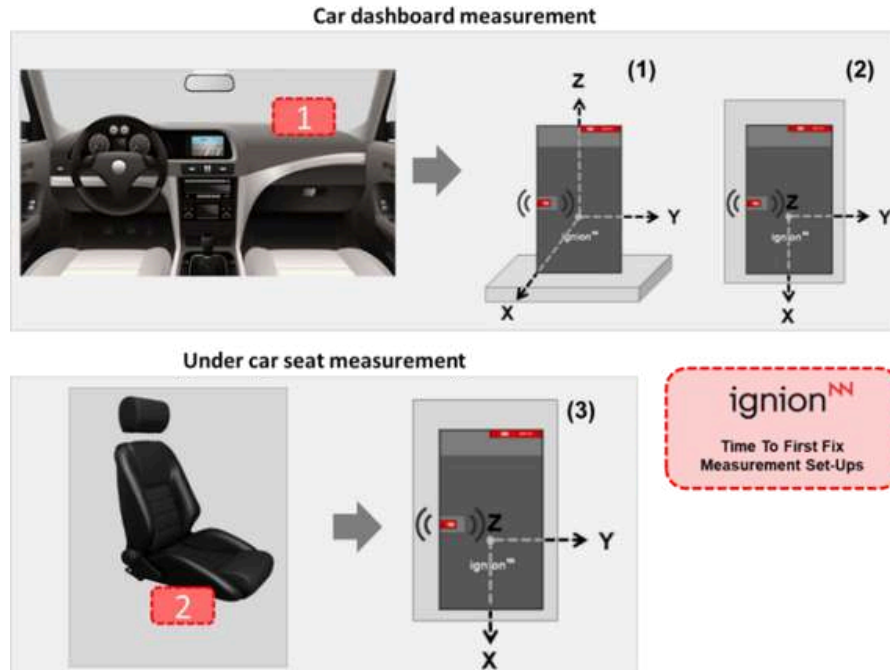 Car dashboard measurement
1
(1)
(2)
Z
Z
Y
Y
ignion
ignion
X
X
Under car seat measurement
2
(3)
Z
Y
ignion
X
ignion
Time To First Fix
Measurement Set-Ups